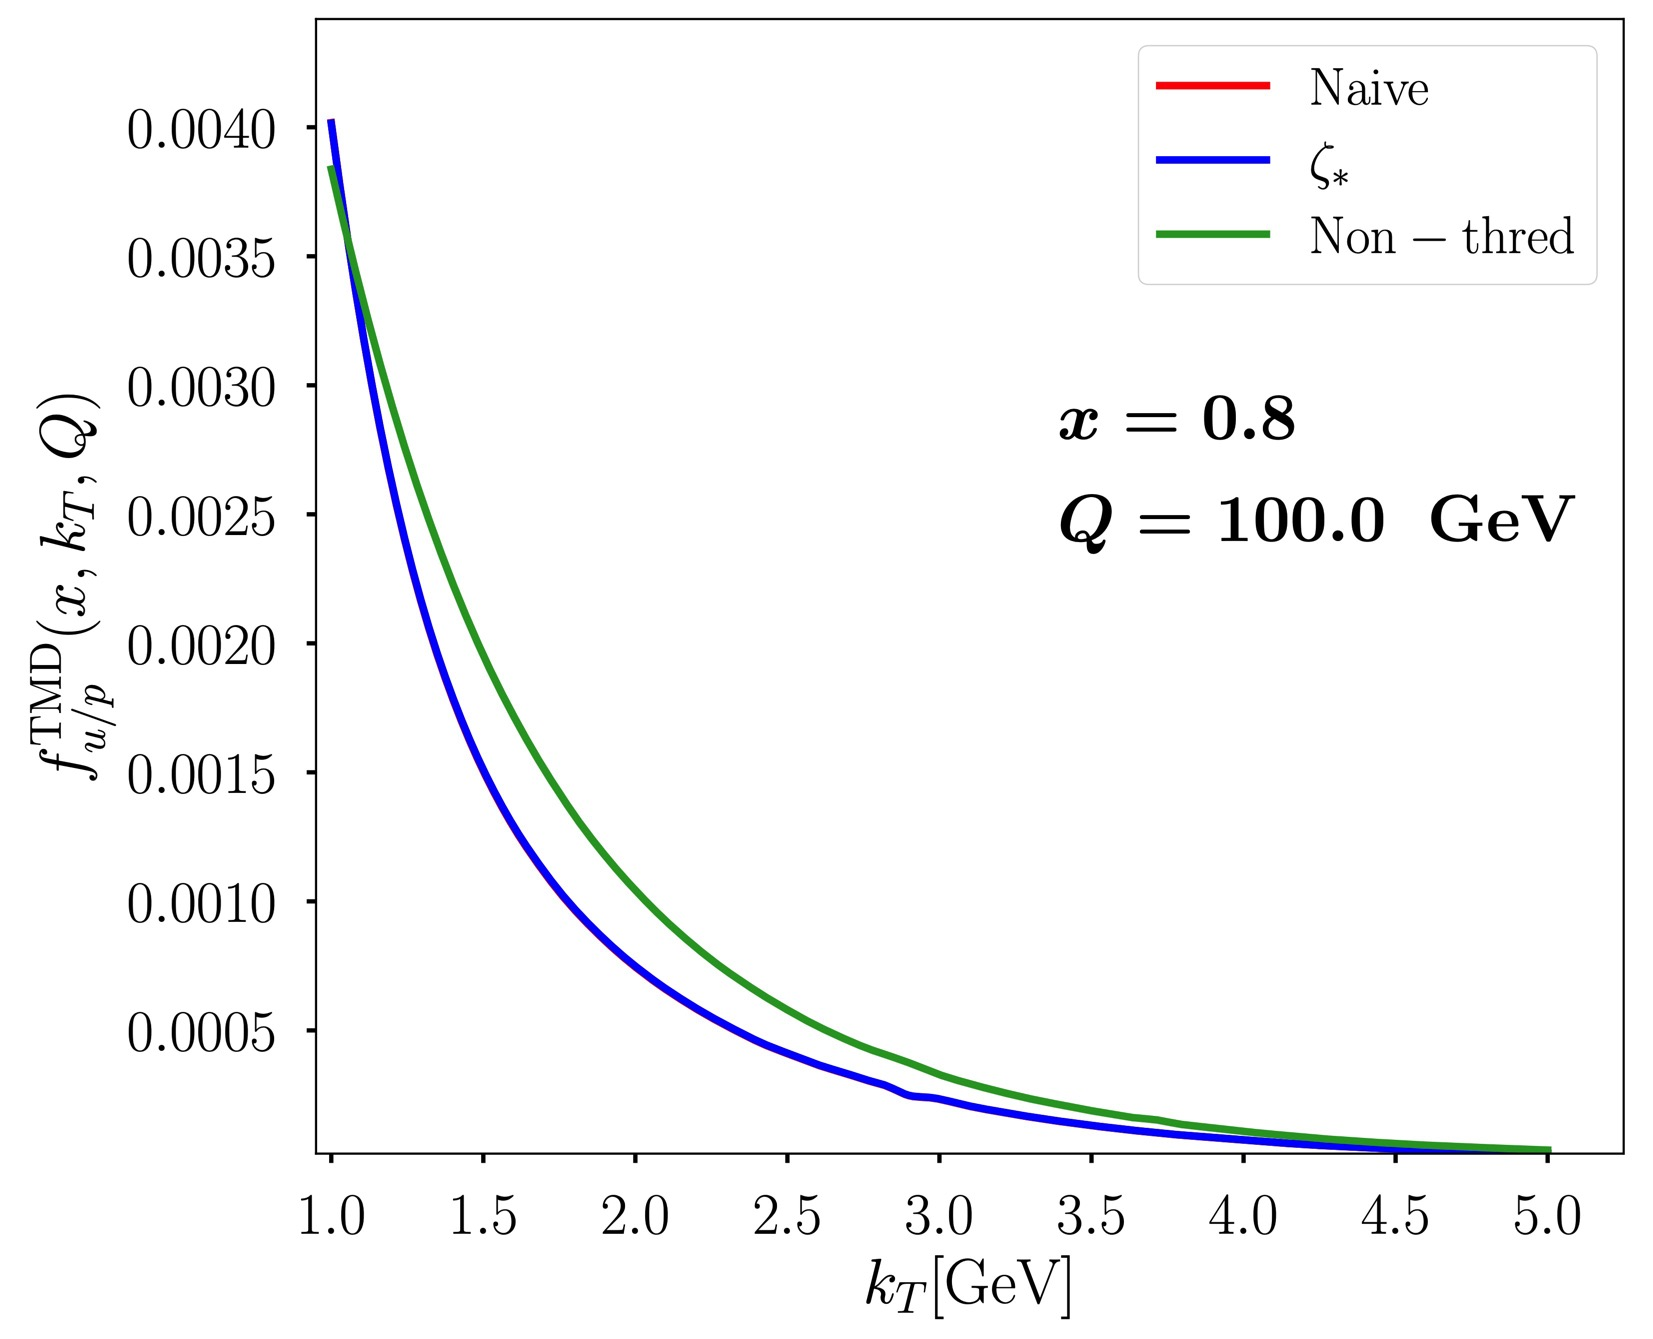 0.0040
0.0035
0.0030
0.0025
0.0020
0.0015
0.0010
0.0005
f^{TMD}_{u/p}(x, k_T, Q)
Naive
ζ_*
Non − thred
x = 0.8
Q = 100.0 GeV
1.0 1.5 2.0 2.5 3.0 3.5 4.0 4.5 5.0
k_T[GeV]